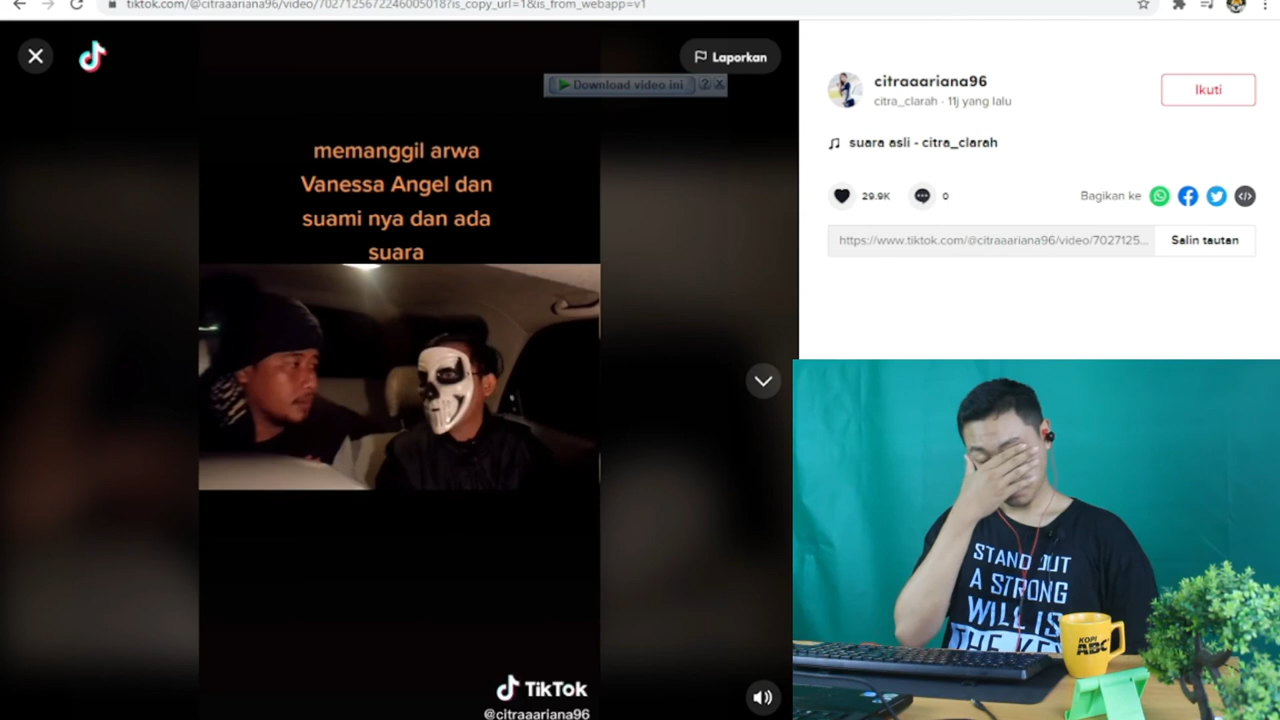 tiktok.com/@citraaariana96/video/7027125672246005018?is_copy_url=1&is_from_webapp=v1
Laporkan
Download video ini
memanggil arwa
Vanessa Angel dan
suami nya dan ada
suara
TikTok
@citraaariana96
citraaariana96
citra_clarah · 11j yang lalu
Ikuti
suara asli - citra_clarah
29.9K
0
Bagikan ke
https://www.tiktok.com/@citraaariana96/video/7027125...
Salin tautan
STAND OUT
A STRONG
WILL IS
THE KEY
KOPI
ABC